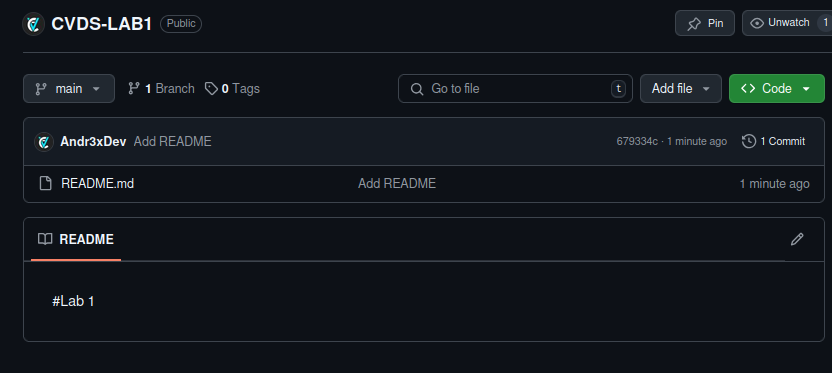 CVDS-LAB1 Public Pin Unwatch 1
main 1 Branch 0 Tags Go to file t Add file Code
Andr3xDev Add README 679334c · 1 minute ago 1 Commit
README.md Add README 1 minute ago
README
#Lab 1